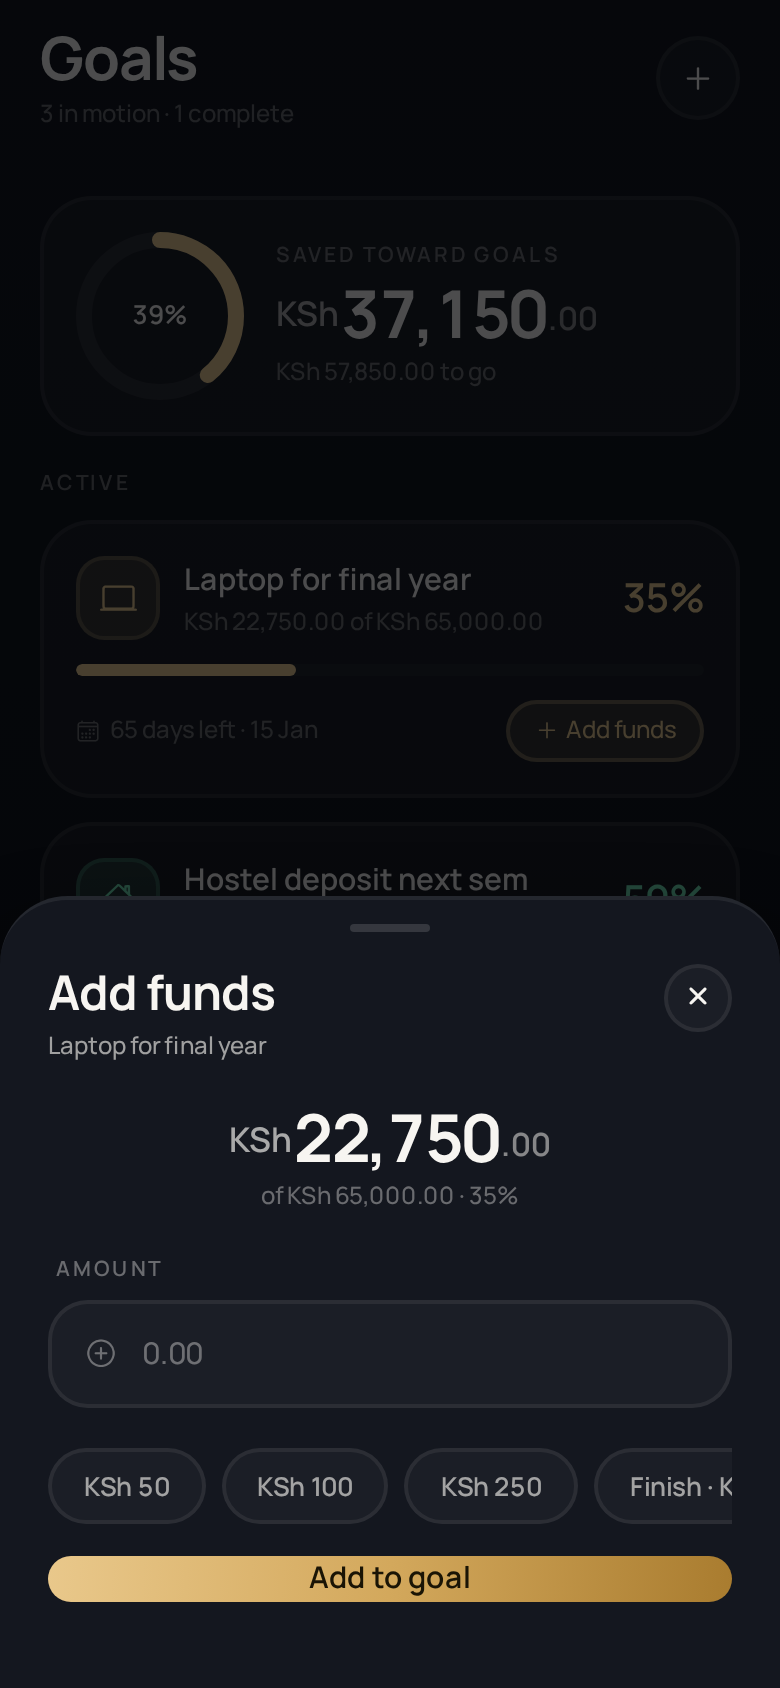 Goals
3 in motion · 1 complete
39%
SAVED TOWARD GOALS
KSh 37,150.00
KSh 57,850.00 to go
ACTIVE
Laptop for final year
KSh 22,750.00 of KSh 65,000.00
35%
65 days left · 15 Jan
Add funds
Hostel deposit next sem
Add funds
Laptop for final year
KSh 22,750.00
of KSh 65,000.00 · 35%
AMOUNT
0.00
KSh 50
KSh 100
KSh 250
Finish · K
Add to goal